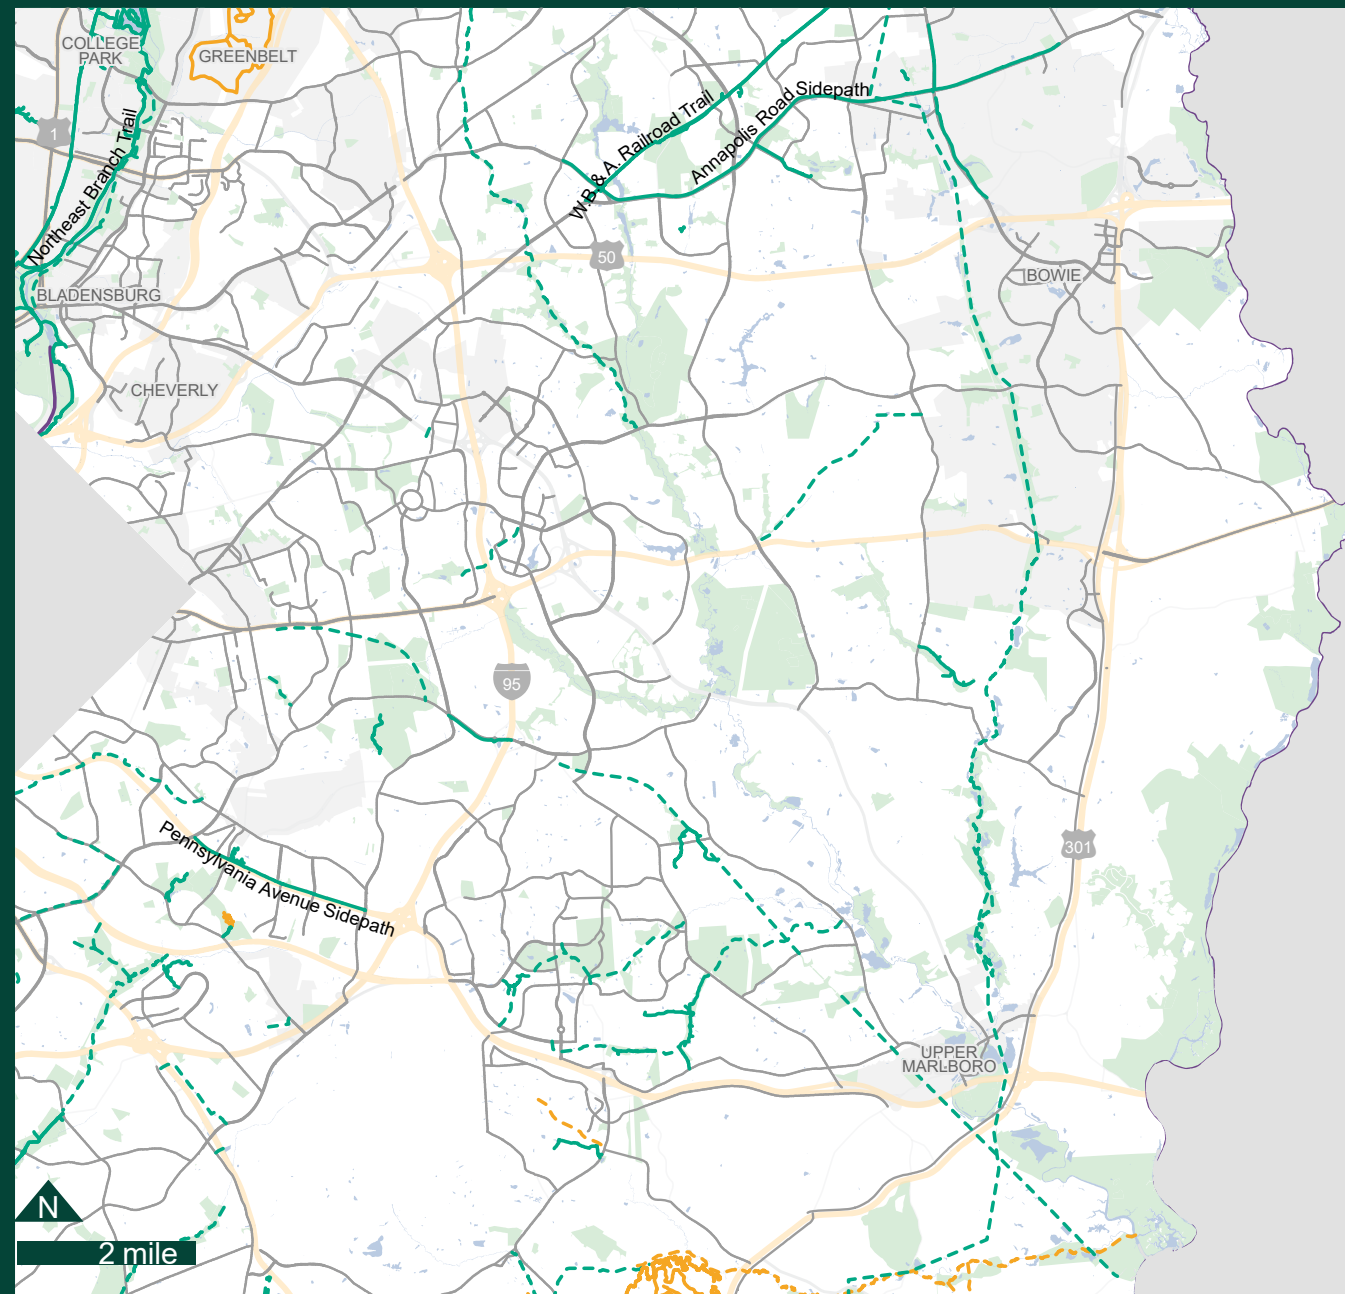 COLLEGE
PARK
GREENBELT
1
Northeast Branch Trail
W.B.& A. Railroad Trail
Annapolis Road Sidepath
50
BOWIE
BLADENSBURG
CHEVERLY
95
Pennsylvania Avenue Sidepath
301
UPPER
MARLBORO
N
2 mile